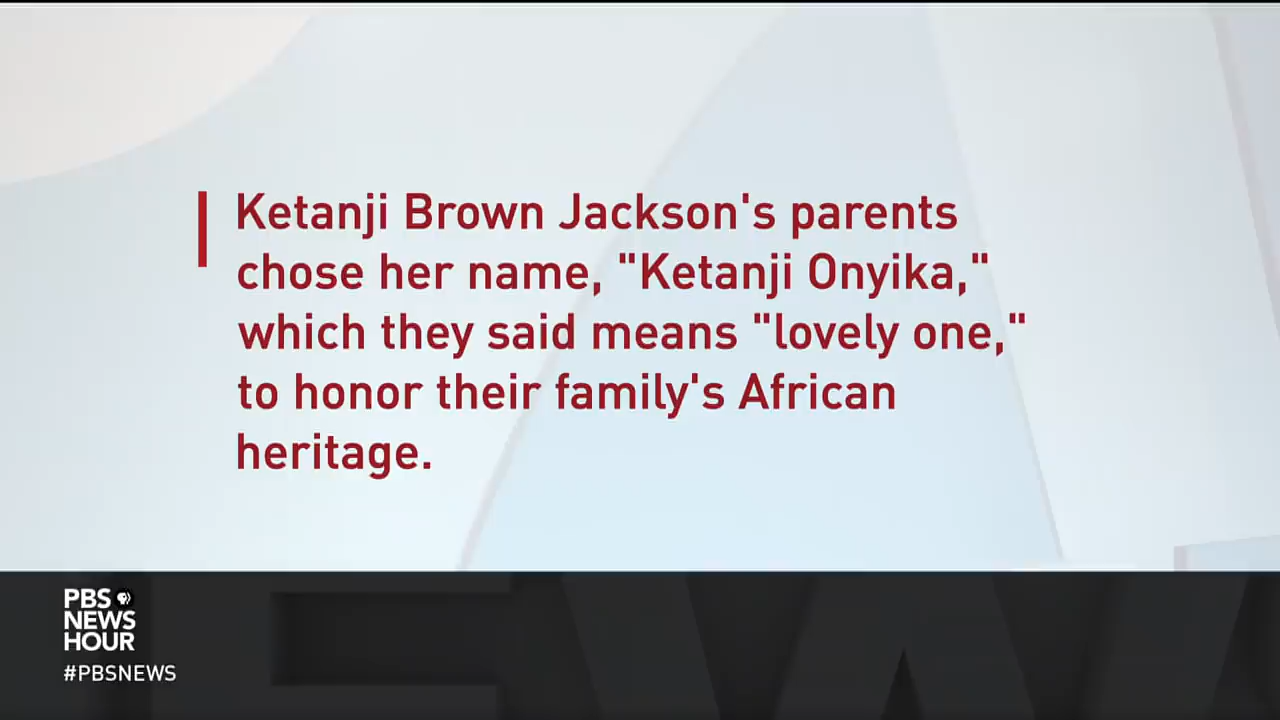 Ketanji Brown Jackson's parents
chose her name, "Ketanji Onyika,"
which they said means "lovely one,"
to honor their family's African
heritage.
PBS
NEWS
HOUR
#PBSNEWS